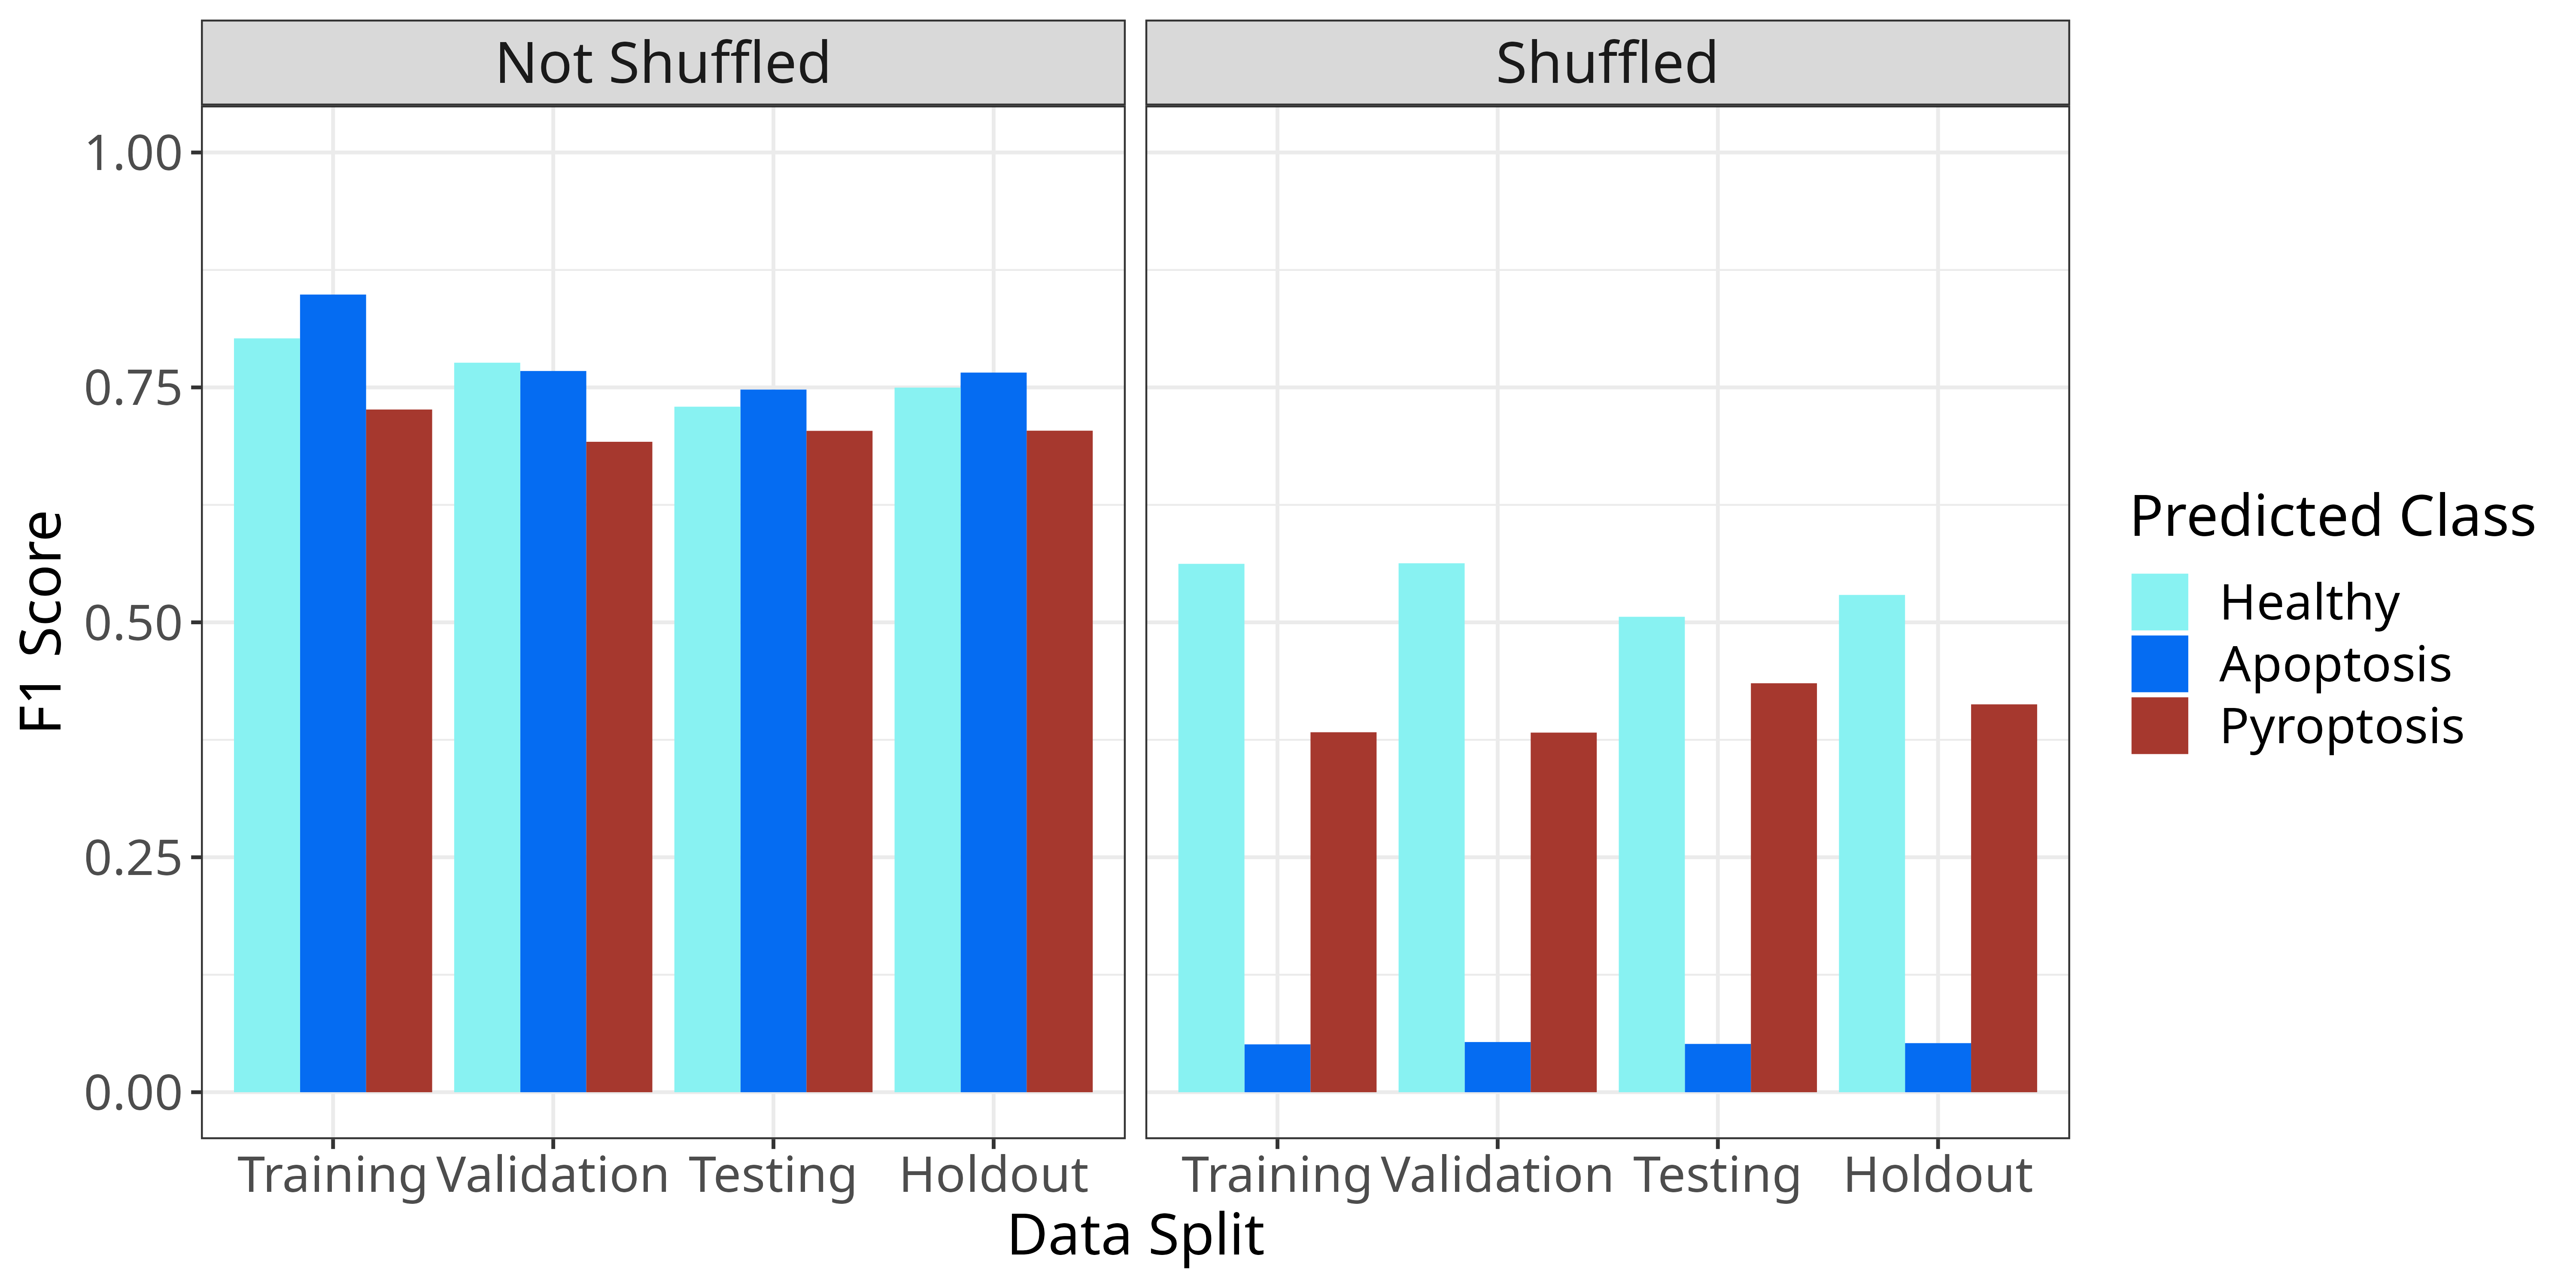 Not Shuffled
Shuffled
1.00
0.75
0.50
0.25
0.00
F1 Score
Training Validation Testing Holdout
Training Validation Testing Holdout
Data Split
Predicted Class
Healthy
Apoptosis
Pyroptosis